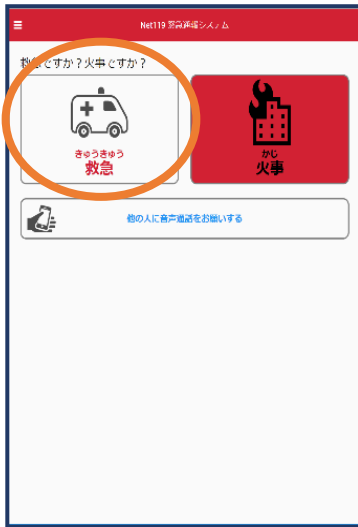 Net119 緊急通報システム
救急ですか？火事ですか？
きゅうきゅう
救急
かじ
火事
他の人に音声通話をお願いする